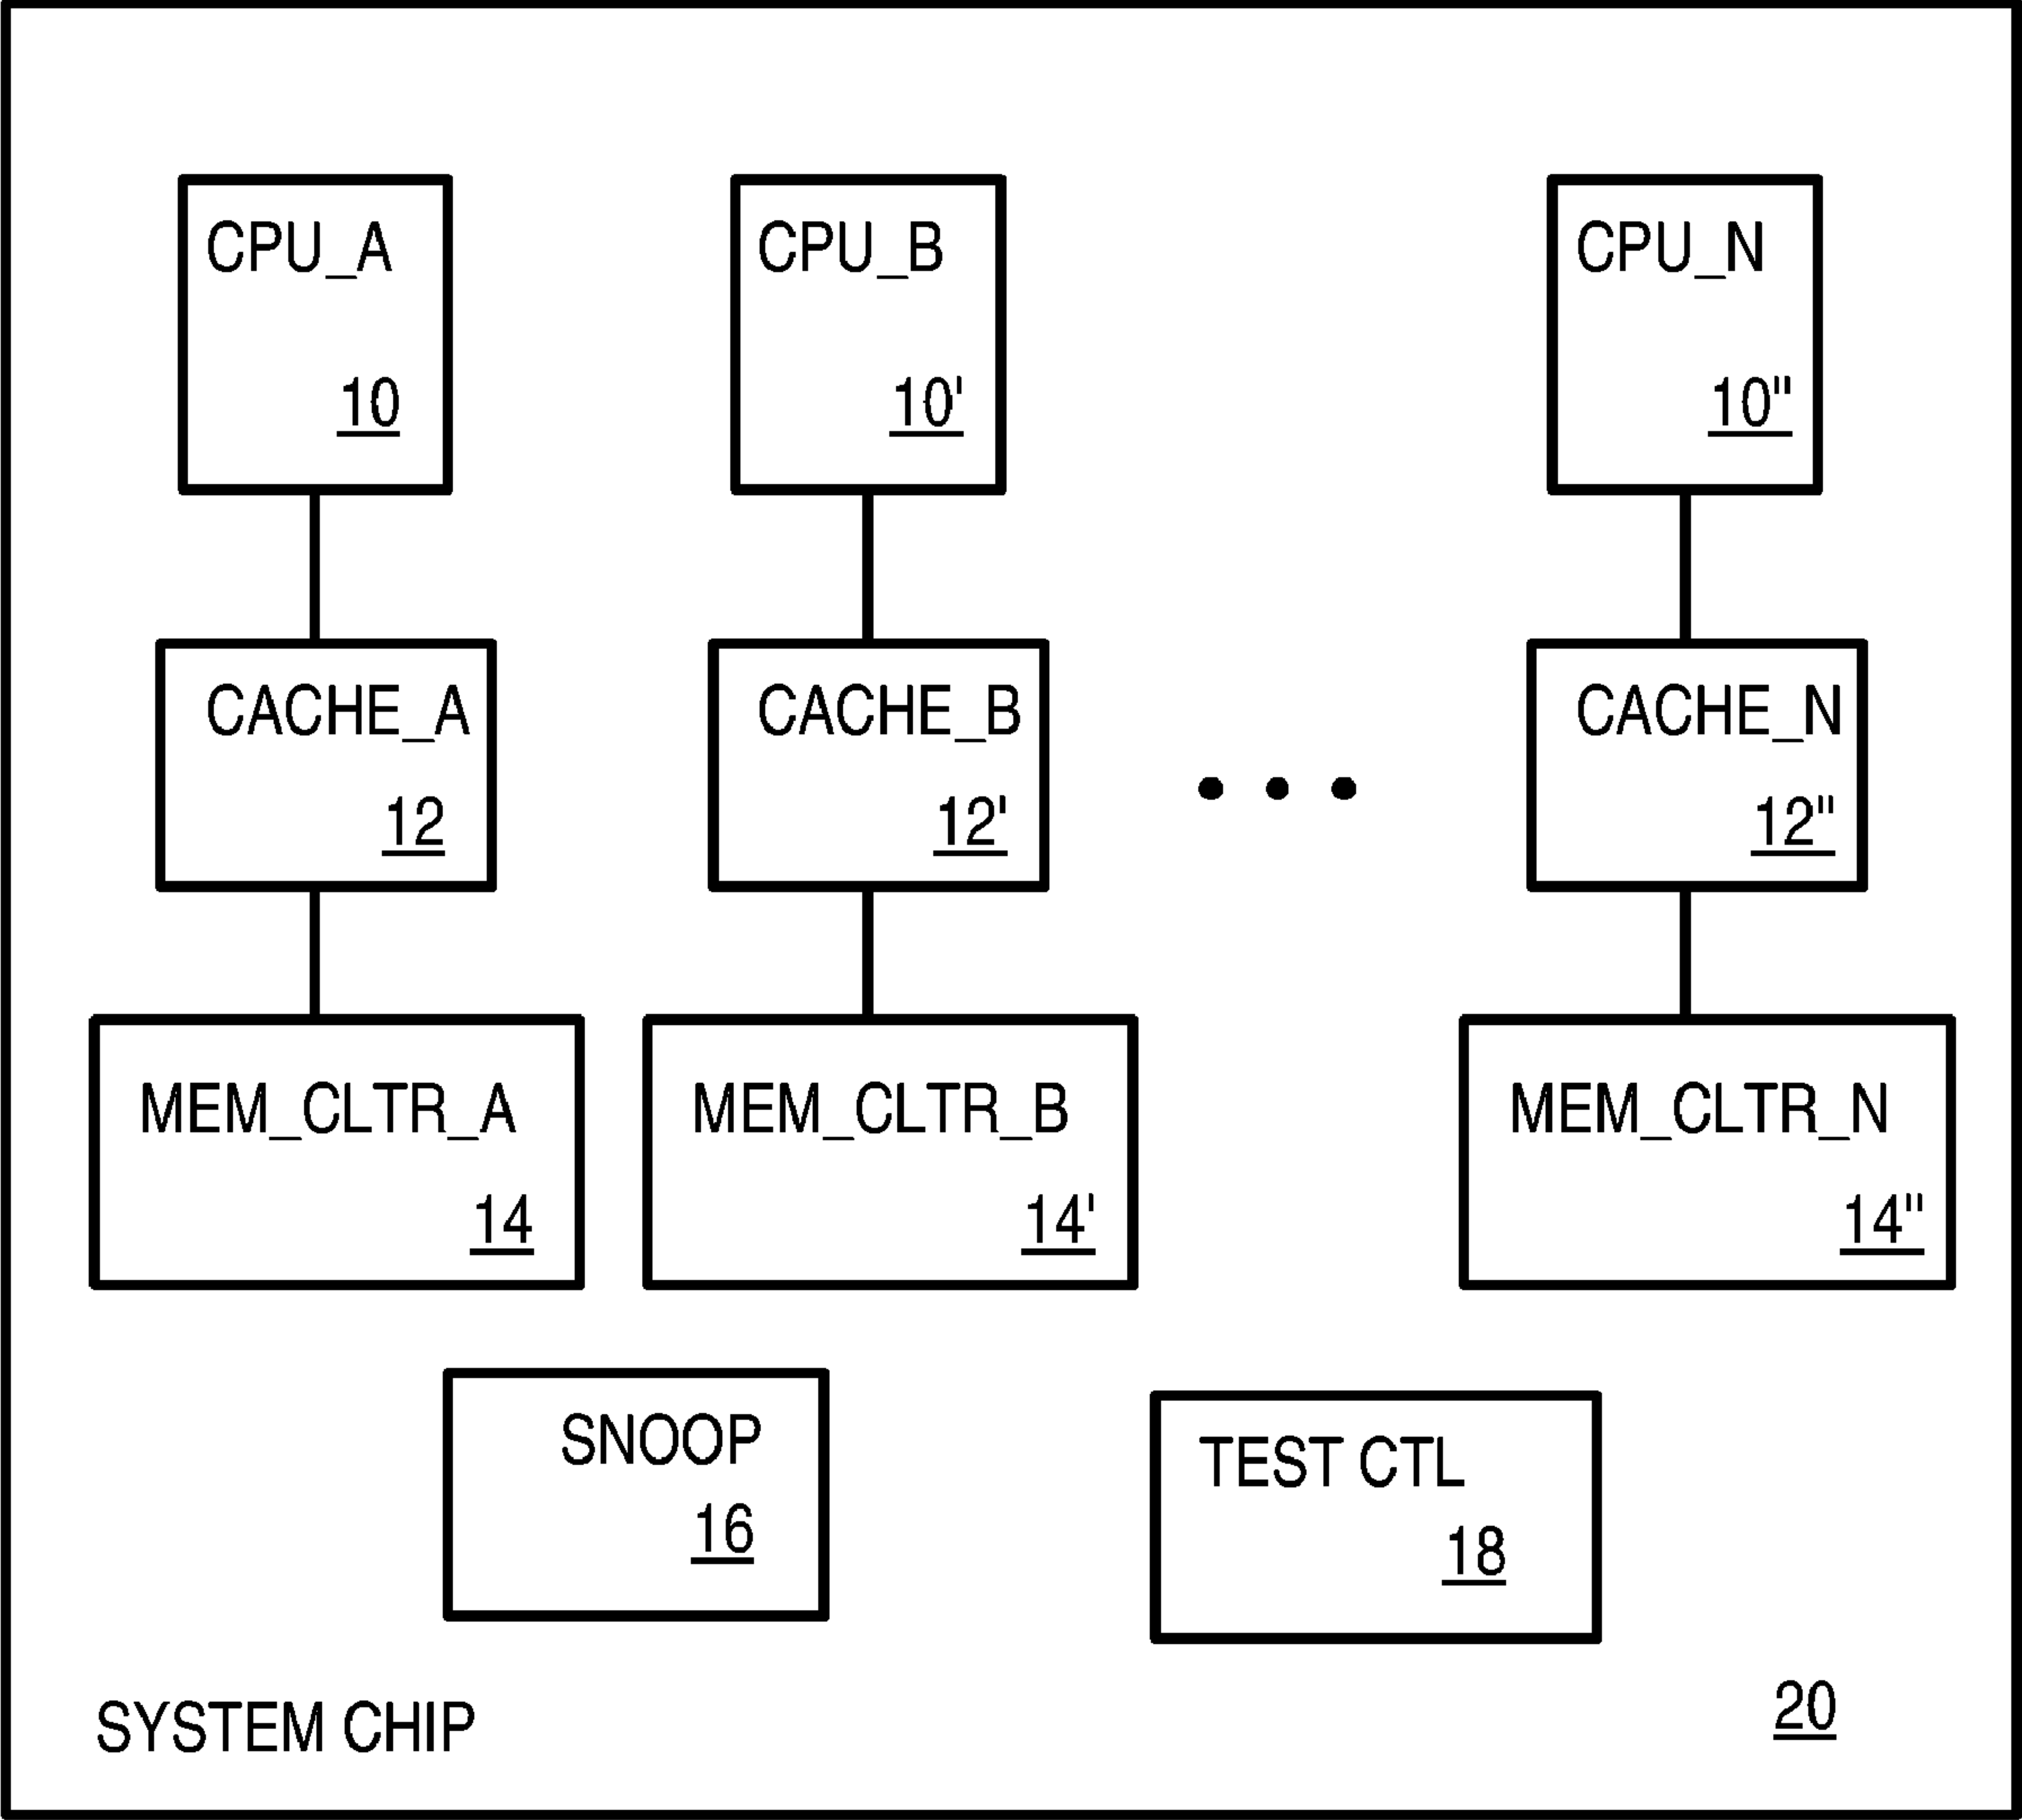 CPU_A
10
CPU_B
10'
CPU_N
10"
CACHE_A
12
CACHE_B
12'
CACHE_N
12"
MEM_CLTR_A
14
MEM_CLTR_B
14'
MEM_CLTR_N
14"
SNOOP
16
TEST CTL
18
SYSTEM CHIP
20